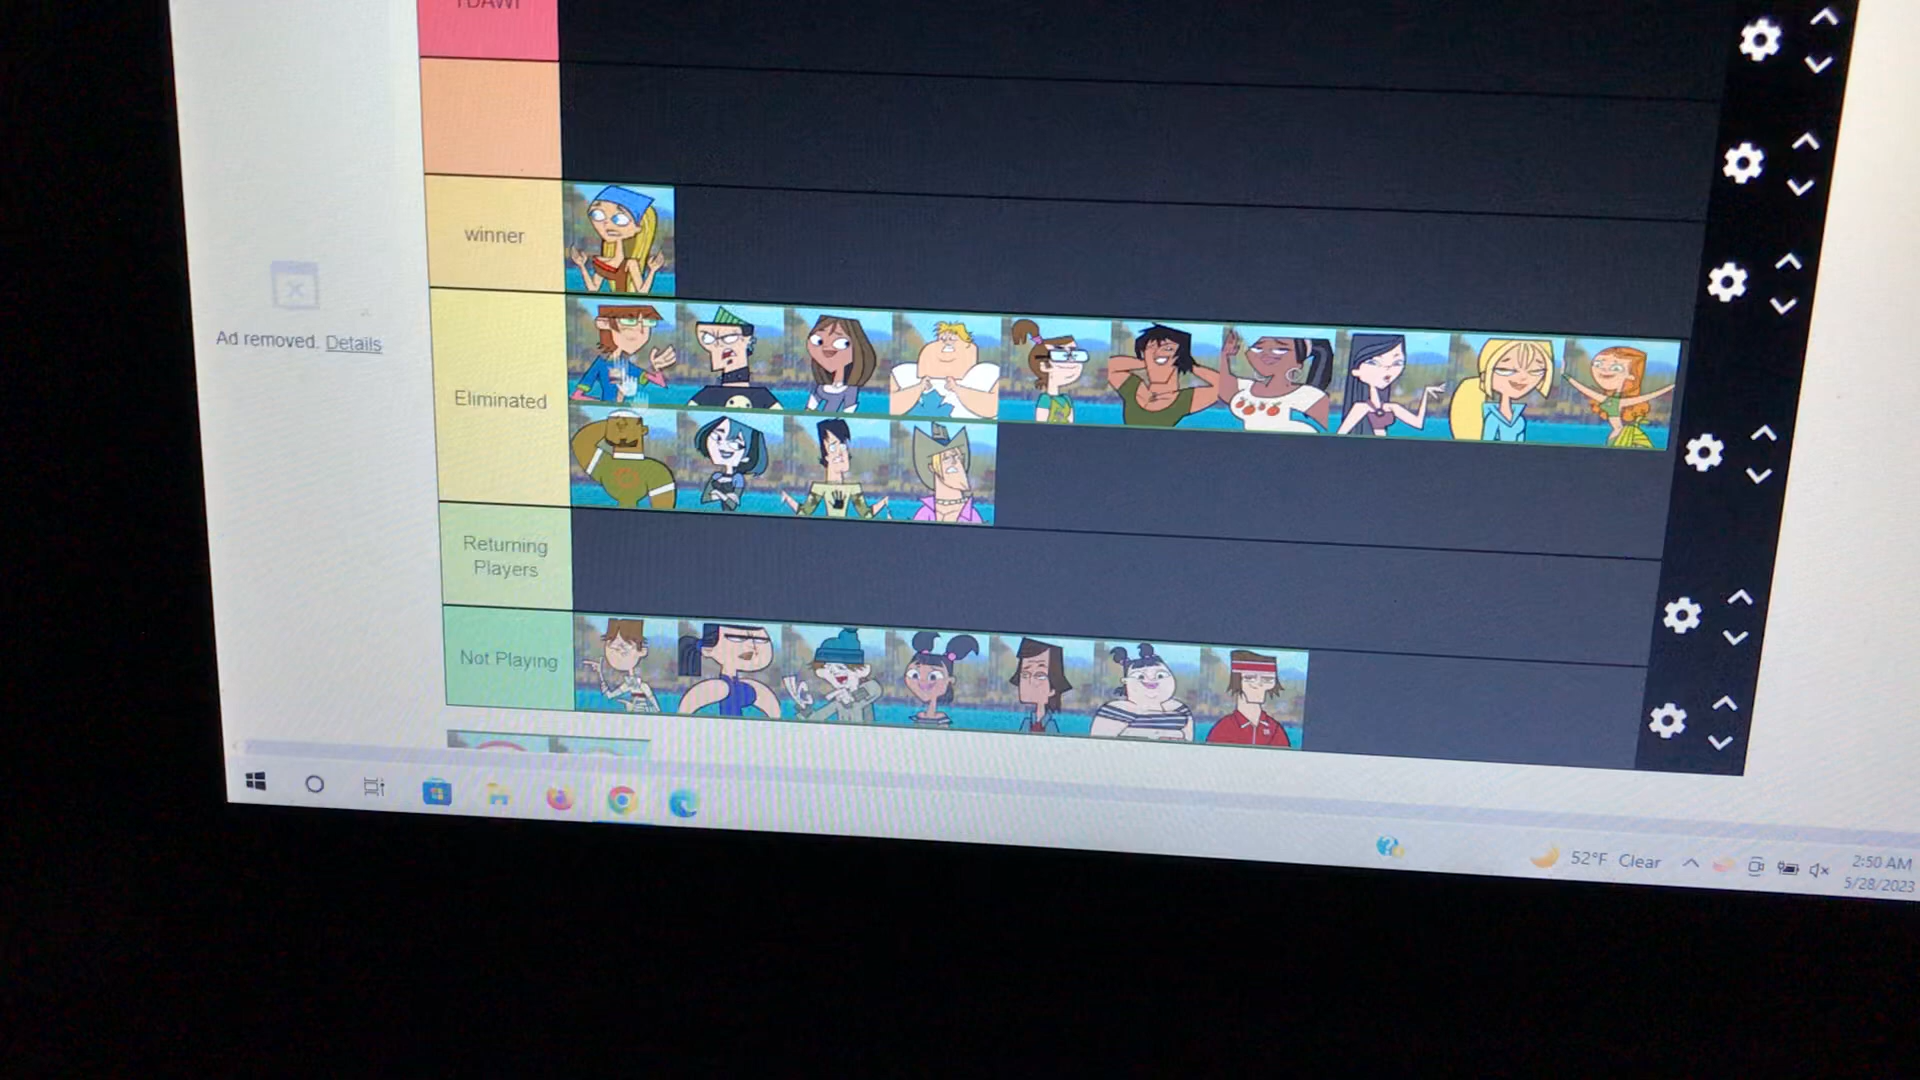 winner
Ad removed. Details
Eliminated
Returning
Players
Not Playing
52°F Clear
2:50 AM
5/28/2023